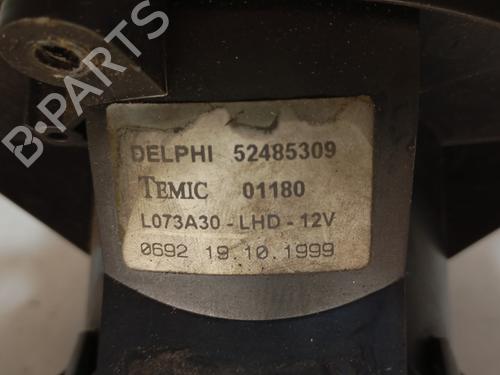 B-PARTS
DELPHI 52485309
TEMIC 01180
L073A30 - LHD - 12V
0692 19.10.1999